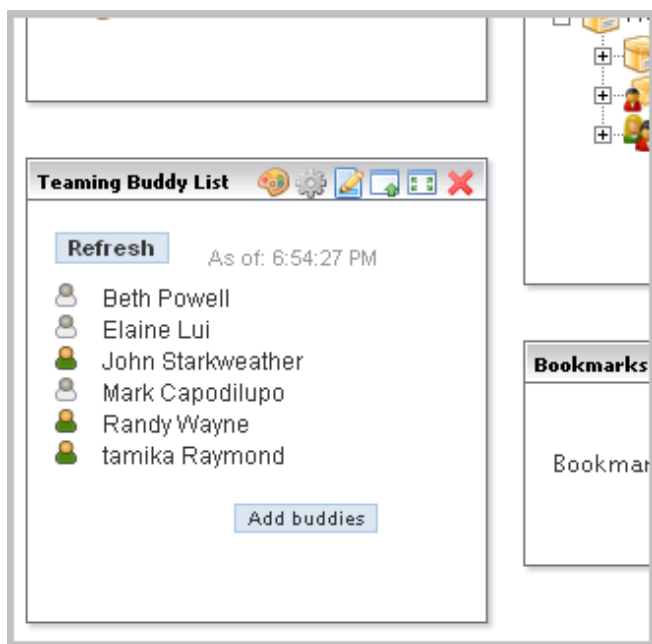 Teaming Buddy List
Refresh
As of: 6:54:27 PM
Beth Powell
Elaine Lui
John Starkweather
Mark Capodilupo
Randy Wayne
tamika Raymond
Add buddies
Bookmarks